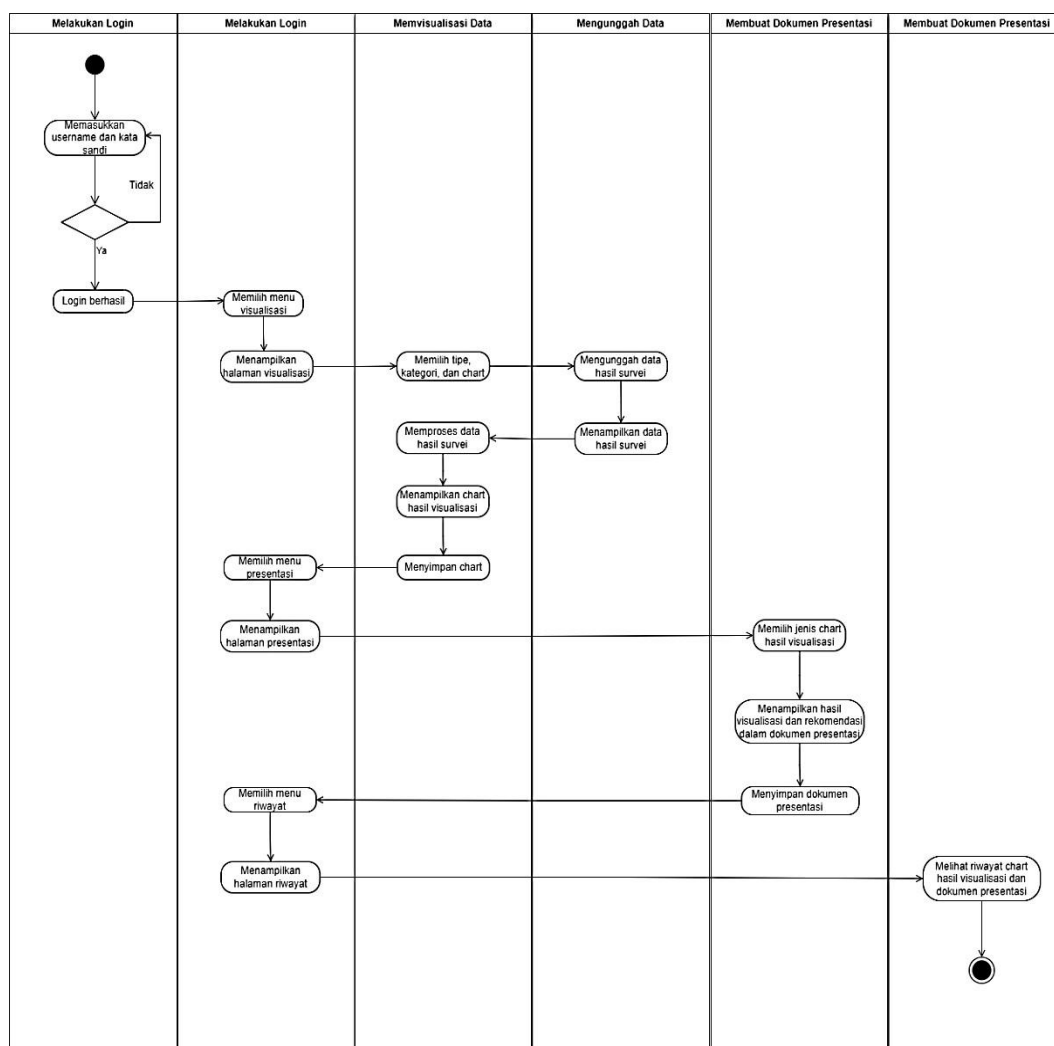 Melakukan Login
Melakukan Login
Memvisualisasi Data
Mengunggah Data
Membuat Dokumen Presentasi
Membuat Dokumen Presentasi
Memasukkan
username dan kata
sandi
Tidak
Ya
Login berhasil
Memilih menu
visualisasi
Menampilkan
halaman visualisasi
Memilih tipe,
kategori, dan chart
Mengunggah data
hasil survei
Menampilkan data
hasil survei
Memproses data
hasil survei
Menampilkan chart
hasil visualisasi
Menyimpan chart
Memilih menu
presentasi
Menampilkan
halaman presentasi
Memilih jenis chart
hasil visualisasi
Menampilkan hasil
visualisasi dan rekomendasi
dalam dokumen presentasi
Menyimpan dokumen
presentasi
Memilih menu
riwayat
Menampilkan
halaman riwayat
Melihat riwayat chart
hasil visualisasi dan
dokumen presentasi